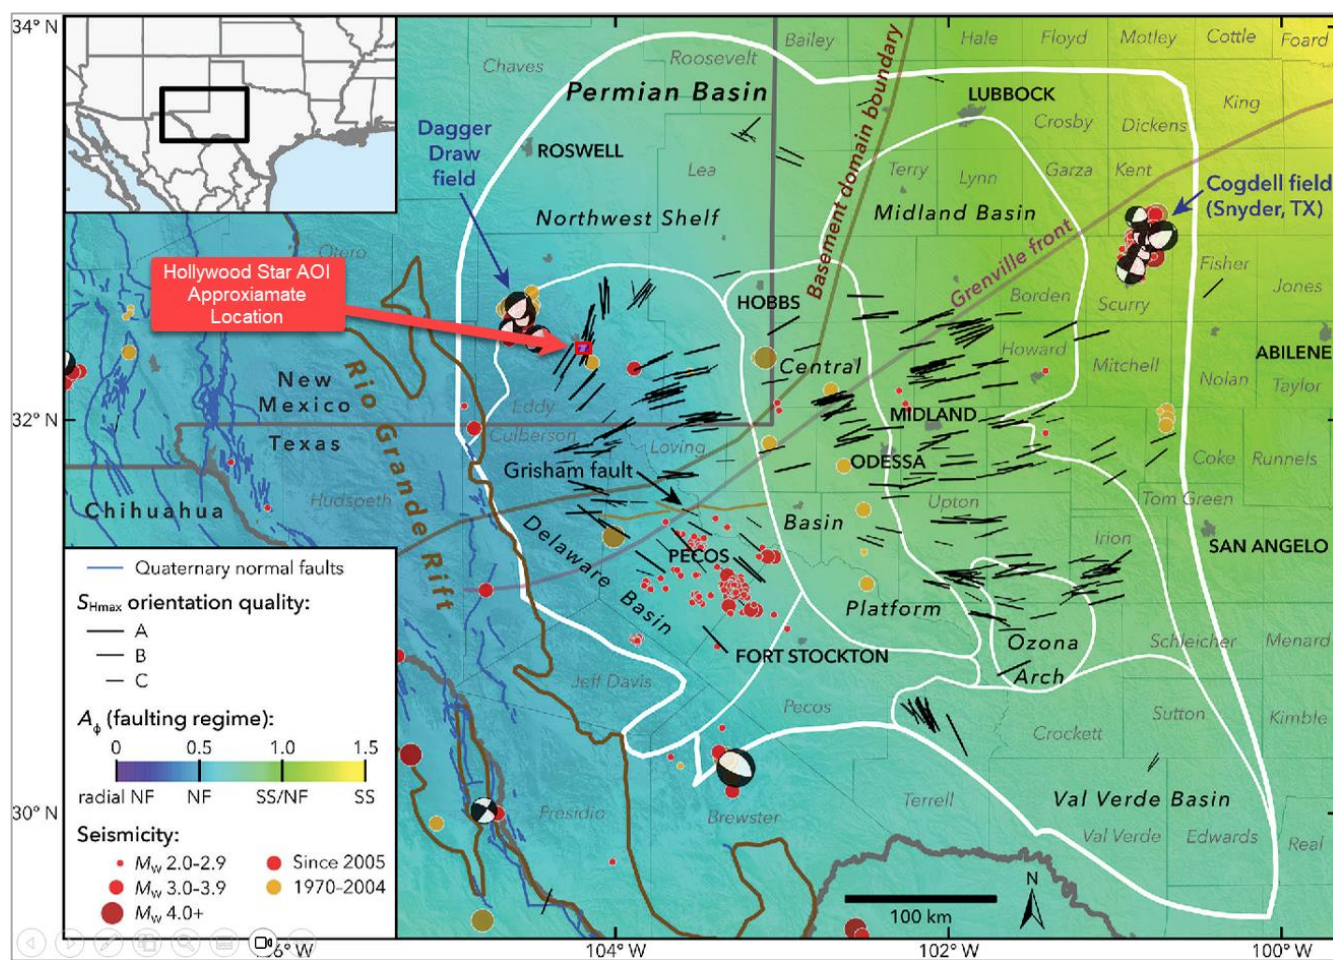 34° N
32° N
30° N
106° W
104° W
102° W
100° W
Chaves
Roosevelt
Bailey
Hale
Floyd
Motley
Cottle
Foard
Permian Basin
LUBBOCK
King
Crosby
Dickens
Dagger
Draw
field
ROSWELL
Basement domain boundary
Lea
Terry
Lynn
Garza
Kent
Cogdell field
(Snyder, TX)
Northwest Shelf
Midland Basin
Otero
Grenville front
Fisher
Hollywood Star AOI
Approxiamate
Location
HOBBS
Borden
Scurry
Jones
Central
Howard
Mitchell
ABILENE
Nolan
Taylor
New
Mexico
Texas
Rio Grande Rift
Eddy
Culberson
Loving
MIDLAND
ODESSA
Coke
Runnels
Grisham fault
Hudspeth
Chihuahua
Upton
Tom Green
Delaware Basin
Basin
PECOS
Irion
SAN ANGELO
Platform
Ozona
Arch
Schleicher
Menard
FORT STOCKTON
Jeff Davis
Pecos
Crockett
Sutton
Kimble
Presidio
Brewster
Terrell
Val Verde Basin
Val Verde
Edwards
Real
Quaternary normal faults
SHmax orientation quality:
A
B
C
Aϕ (faulting regime):
0 0.5 1.0 1.5
radial NF NF SS/NF SS
Seismicity:
Mw 2.0-2.9
Mw 3.0-3.9
Mw 4.0+
Since 2005
1970–2004
100 km
N